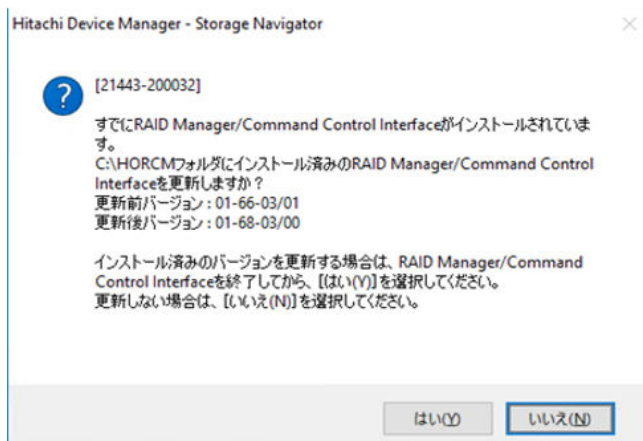 Hitachi Device Manager - Storage Navigator
[21443-200032]
すでにRAID Manager/Command Control Interfaceがインストールされていま
す。
C:\HORCMフォルダにインストール済みのRAID Manager/Command Control
Interfaceを更新しますか？
更新前バージョン : 01-66-03/01
更新後バージョン : 01-68-03/00
インストール済みのバージョンを更新する場合は、RAID Manager/Command
Control Interfaceを終了してから、[はい(Y)]を選択してください。
更新しない場合は、[いいえ(N)]を選択してください。
はい(Y)
いいえ(N)